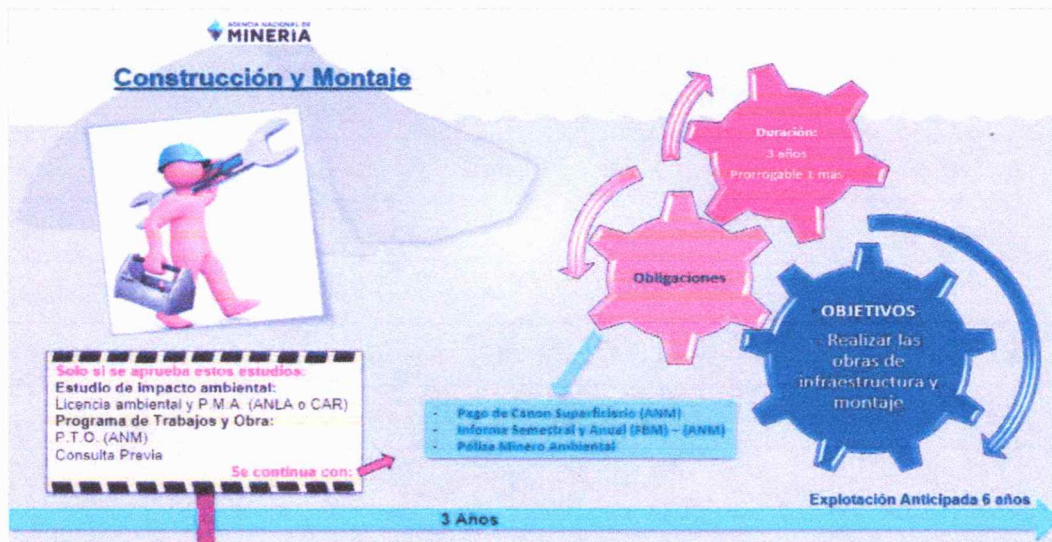 AGENCIA NACIONAL DE
MINERÍA
Construcción y Montaje
Duración:
3 años
Prorrogable 1 mas
Obligaciones
OBJETIVOS
- Realizar las
obras de
infraestructura y
montaje
Solo si se aprueba estos estudios:
Estudio de impacto ambiental:
Licencia ambiental y P.M.A. (ANLA o CAR)
Programa de Trabajos y Obra:
P.T.O. (ANM)
Consulta Previa
Se continua con:
- Pago de Canon Superficiario (ANM)
- Informe Semestral y Anual (FBM) – (ANM)
- Póliza Minero Ambiental
Explotación Anticipada 6 años
3 Años